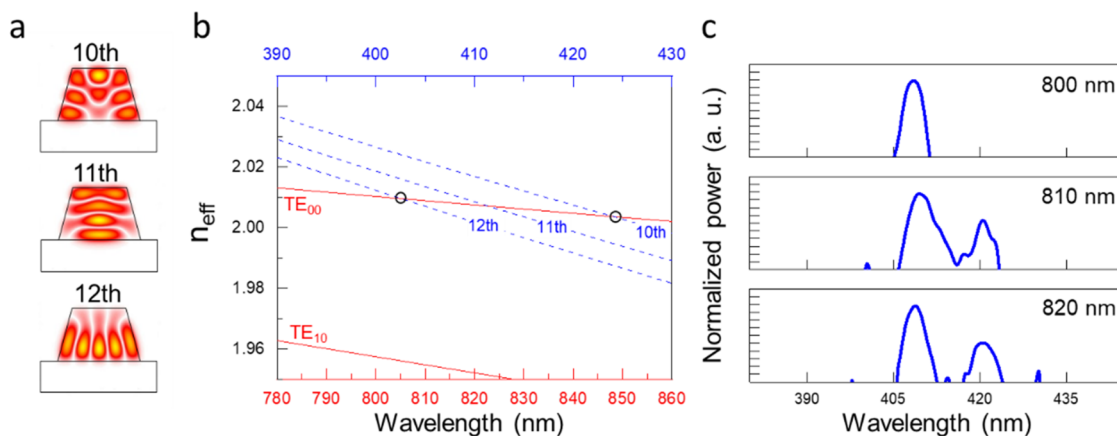 a
10th
11th
12th
b
390 400 410 420 430
2.04
2.02
2.00
1.98
1.96
n_eff
TE00
TE10
12th
11th
10th
780 790 800 810 820 830 840 850 860
Wavelength (nm)
c
Normalized power (a. u.)
800 nm
810 nm
820 nm
390 405 420 435
Wavelength (nm)